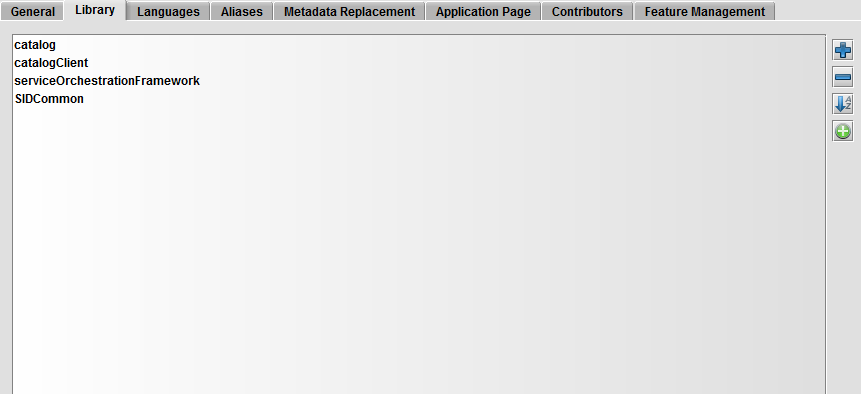 General Library Languages Aliases Metadata Replacement Application Page Contributors Feature Management
catalog
catalogClient
serviceOrchestrationFramework
SIDCommon
A
Z